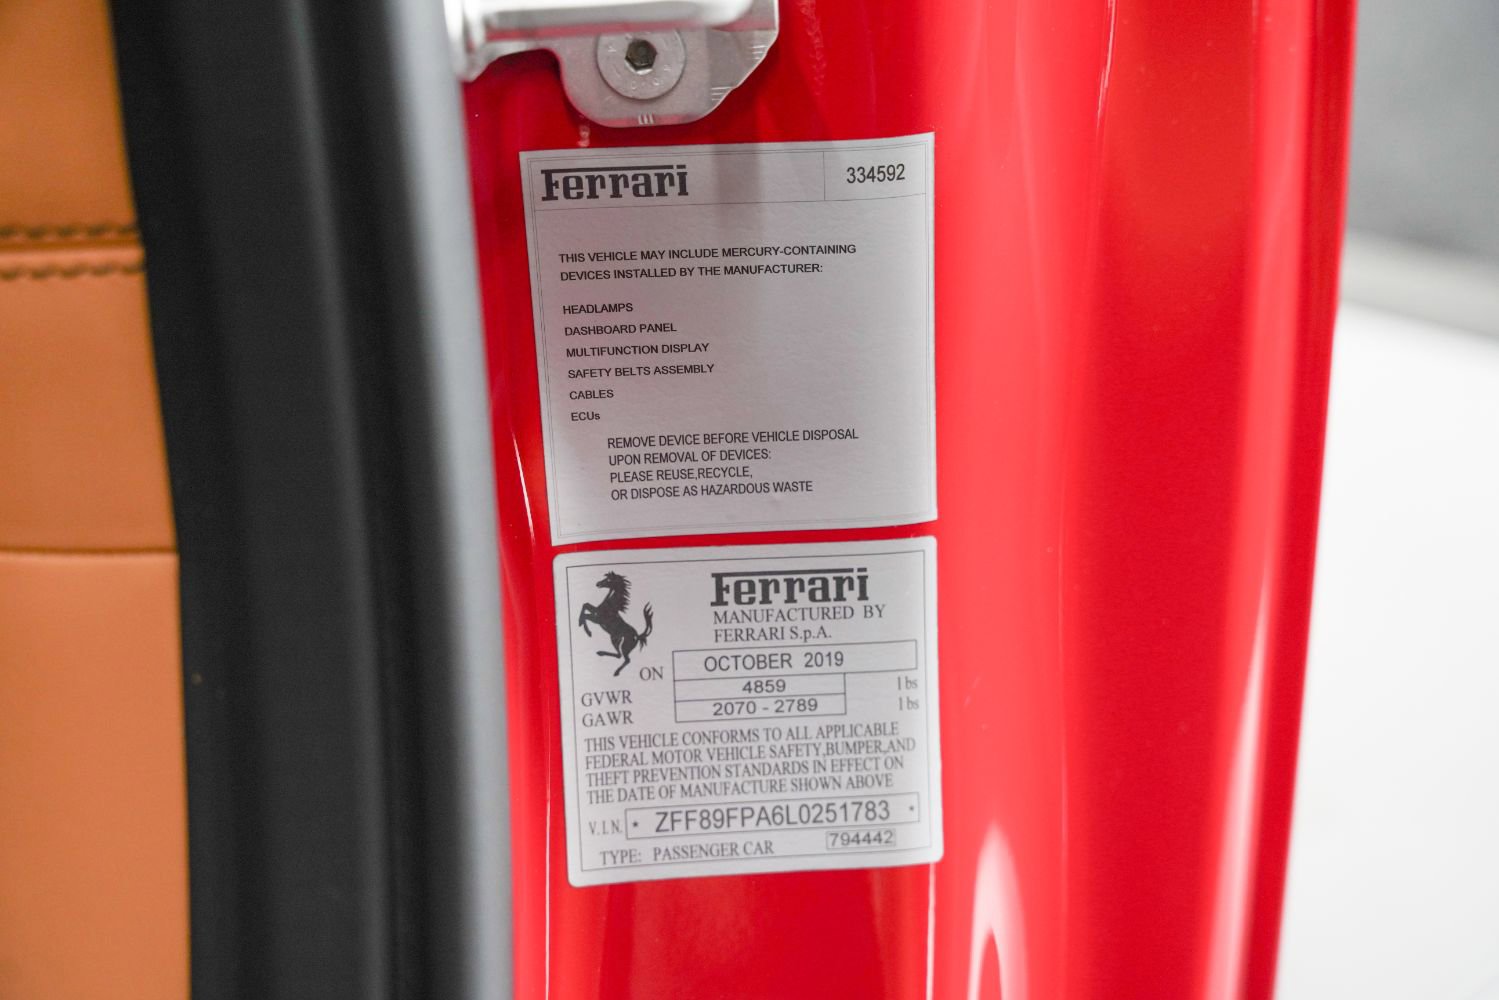 Ferrari 334592
THIS VEHICLE MAY INCLUDE MERCURY-CONTAINING
DEVICES INSTALLED BY THE MANUFACTURER:
HEADLAMPS
DASHBOARD PANEL
MULTIFUNCTION DISPLAY
SAFETY BELTS ASSEMBLY
CABLES
ECUs
REMOVE DEVICE BEFORE VEHICLE DISPOSAL
UPON REMOVAL OF DEVICES:
PLEASE REUSE,RECYCLE,
OR DISPOSE AS HAZARDOUS WASTE
Ferrari
MANUFACTURED BY
FERRARI S.p.A.
ON OCTOBER 2019
GVWR 4859 lbs
GAWR 2070 - 2789 lbs
THIS VEHICLE CONFORMS TO ALL APPLICABLE
FEDERAL MOTOR VEHICLE SAFETY,BUMPER,AND
THEFT PREVENTION STANDARDS IN EFFECT ON
THE DATE OF MANUFACTURE SHOWN ABOVE
V.I.N. * ZFF89FPA6L0251783 *
TYPE: PASSENGER CAR 794442